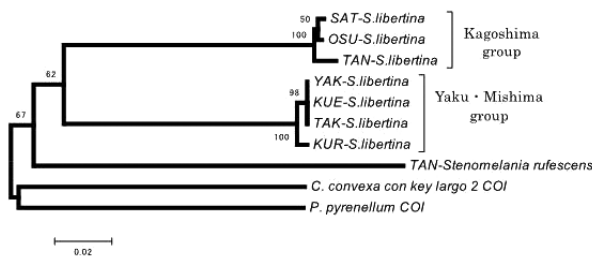 50
SAT-S.libertina
100
OSU-S.libertina
TAN-S.libertina
Kagoshima
group
62
98
YAK-S.libertina
KUE-S.libertina
TAK-S.libertina
100
KUR-S.libertina
Yaku・Mishima
group
67
TAN-Stenomelania rufescens
C. convexa con key largo 2 COI
P. pyrenellum COI
0.02